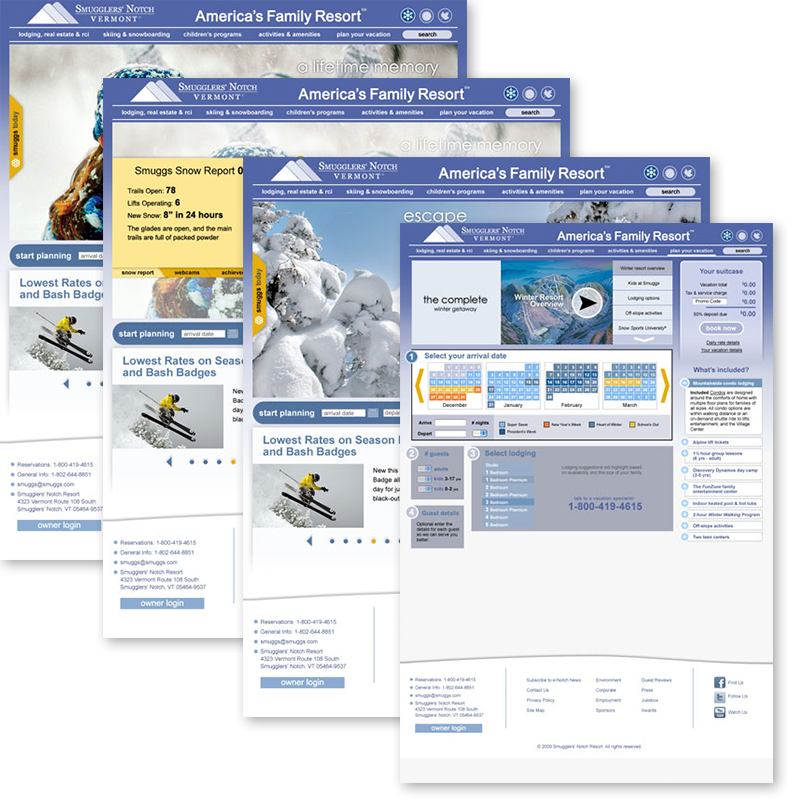 SMUGGLERS' NOTCH
VERMONT
America's Family Resort℠
lodging, real estate & rci
skiing & snowboarding
children's programs
activities & amenities
plan your vacation
search
a lifetime memory
smuggs today
start planning
arrival da
Lowest Rates
and Bash Badge
Reservations: 1-800-419-4615
General Info: 1-802-644-8851
smuggs@smuggs.com
Smugglers' Notch Resort
4323 Vermont Route 108 South
Smugglers' Notch, VT 05464-9537
owner login
SMUGGLERS' NOTCH
VERMONT
America's Family Resort℠
lodging, real estate & rci
skiing & snowboarding
children's programs
activities & amenities
plan your vacation
search
a lifetime memory
Smuggs Snow Report 0
Trails Open: 78
Lifts Operating: 6
New Snow: 8" in 24 hours
The glades are open, and the main
trails are full of packed powder
snow report
webcams
achieve
start planning
arrival date
Lowest Rates on Seaso
and Bash Badges
New
Bad
day
blac
Reservations: 1-800-419-4615
General Info: 1-802-644-8851
smuggs@smuggs.com
Smugglers' Notch Resort
4323 Vermont Route 108 South
Smugglers' Notch, VT 05464-9537
owner login
SMUGGLERS' NOTCH
VERMONT
America's Family Resort℠
lodging, real estate & rci
skiing & snowboarding
children's programs
activities & amenities
plan your vacation
search
escape
smuggs today
start planning
arrival date
depa
Lowest Rates on Season
and Bash Badges
New this
Badge all
day for ju
black-out
Reservations: 1-800-419-4615
General Info: 1-802-644-8851
smuggs@smuggs.com
Smugglers' Notch Resort
4323 Vermont Route 108 South
Smugglers' Notch, VT 05464-9537
owner login
SMUGGLERS' NOTCH
VERMONT
America's Family Resort™
lodging, real estate & rci
skiing & snowboarding
children's programs
activities & amenities
plan your vacation
search
the complete
winter getaway
Winter Resort
Overview
Winter resort overview
Kids at Smuggs
Lodging options
Off-slope activities
Snow Sports University®
Your suitcase
Vacation total $0.00
Tax & service charge $0.00
Promo Code $0.00
50% deposit due $0.00
book now
Daily rate details
Your vacation details
1 Select your arrival date
December
January
February
March
Arrive
# nights
Depart
Super Saver
New Year's Week
Heart of Winter
School's Out
President's Week
2 # guests
adults
kids 3-17 yrs
kids 0-2 yrs
3 Select lodging
Studio
1 Bedroom
1 Bedroom Premium
2 Bedroom
2 Bedroom Premium
3 Bedroom
3 Bedroom Premium
4 Bedroom
5 Bedroom
Lodging suggestions will highlight based
on availability and the size of your family.
talk to a vacation specialist
1-800-419-4615
4 Guest details
Optional enter the
details for each guest
so we can serve you
better.
What's included?
Mountainside condo lodging
Included Condos are designed
around the comforts of home with
multiple floor plans for families of
all sizes. All condo options are
within walking distance or an
on-demand shuttle ride to lifts,
entertainment, and the Village
Center
Alpine lift tickets
1¾ hour group lessons
(6 yrs - adult)
Discovery Dynamos day camp
(3-5 yrs)
The FunZone family
entertainment center
Indoor heated pool & hot tubs
2-hour Winter Walking Program
Off-slope activities
Two teen centers
Reservations: 1-800-419-4615
General Info: 1-802-644-8851
smuggs@smuggs.com
Smugglers' Notch Resort
4323 Vermont Route 108 South
Smugglers' Notch, VT 05464-9537
owner login
Subscribe to e-Notch News
Contact Us
Privacy Policy
Site Map
Environment
Corporate
Employment
Sponsors
Guest Reviews
Press
Jukebox
Awards
Find Us
Follow Us
Watch Us
© 2009 Smugglers' Notch Resort. All rights reserved.